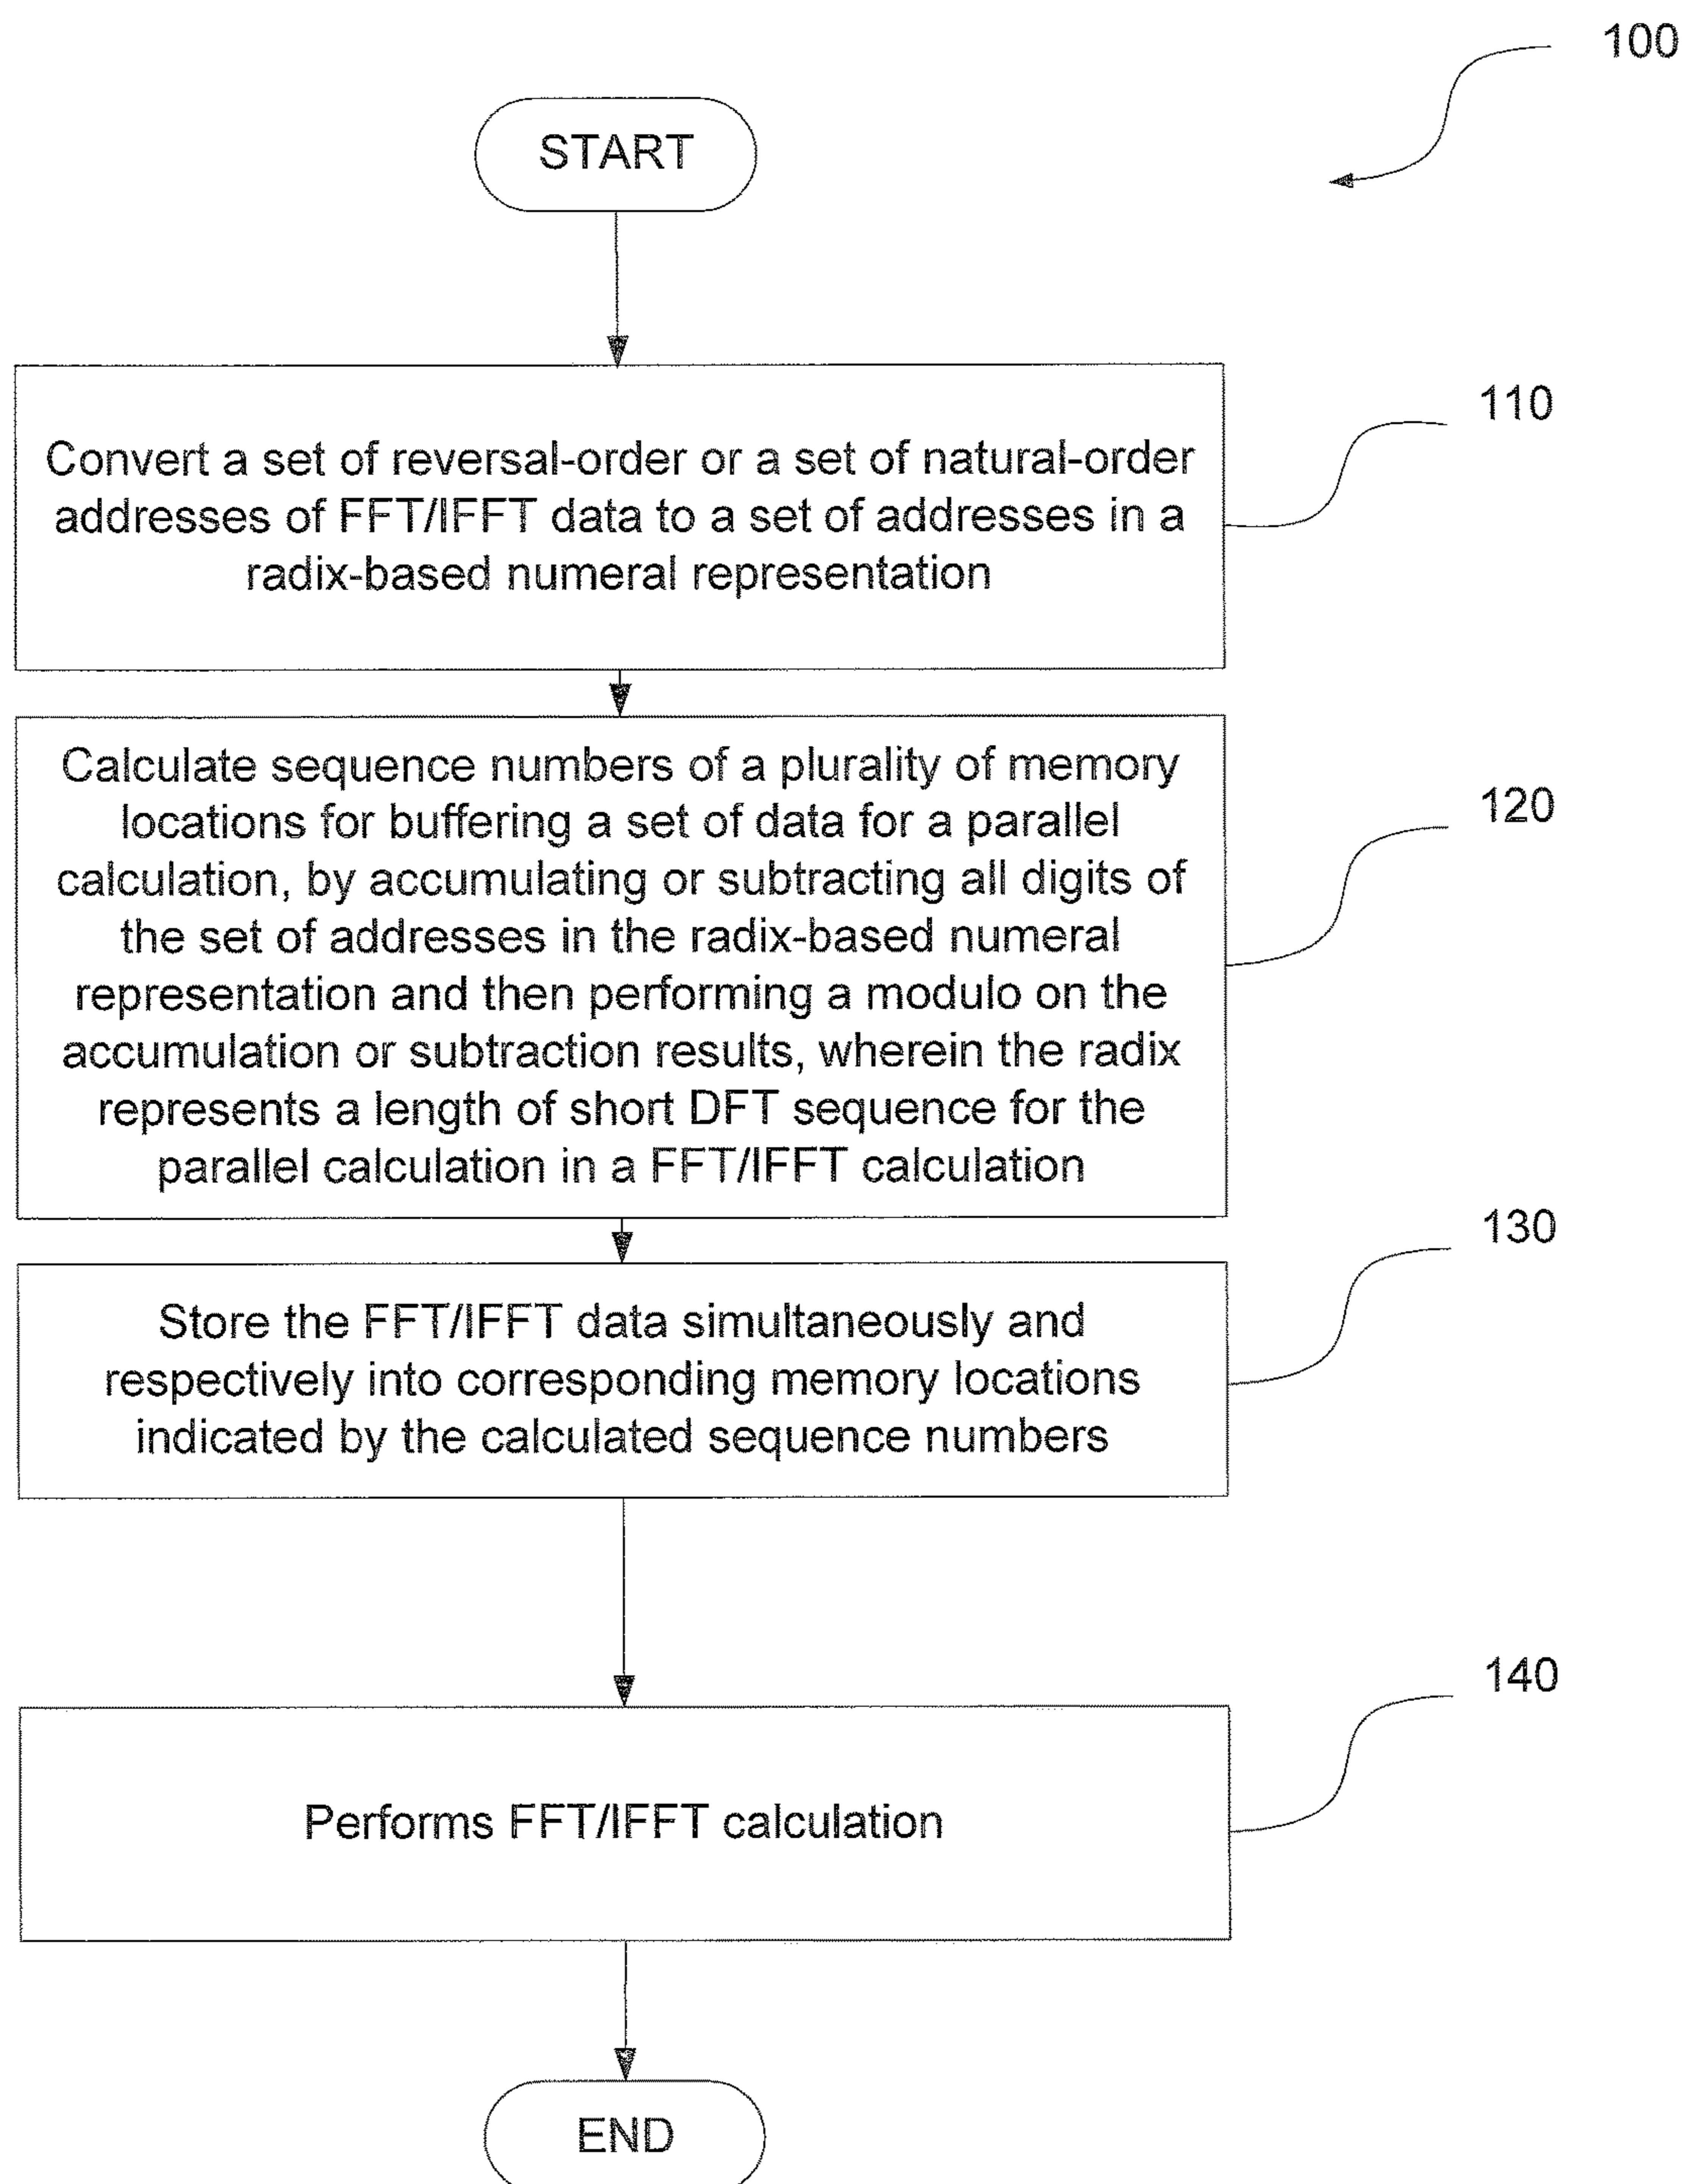 100
START
110
Convert a set of reversal-order or a set of natural-order
addresses of FFT/IFFT data to a set of addresses in a
radix-based numeral representation
120
Calculate sequence numbers of a plurality of memory
locations for buffering a set of data for a parallel
calculation, by accumulating or subtracting all digits of
the set of addresses in the radix-based numeral
representation and then performing a modulo on the
accumulation or subtraction results, wherein the radix
represents a length of short DFT sequence for the
parallel calculation in a FFT/IFFT calculation
130
Store the FFT/IFFT data simultaneously and
respectively into corresponding memory locations
indicated by the calculated sequence numbers
140
Performs FFT/IFFT calculation
END